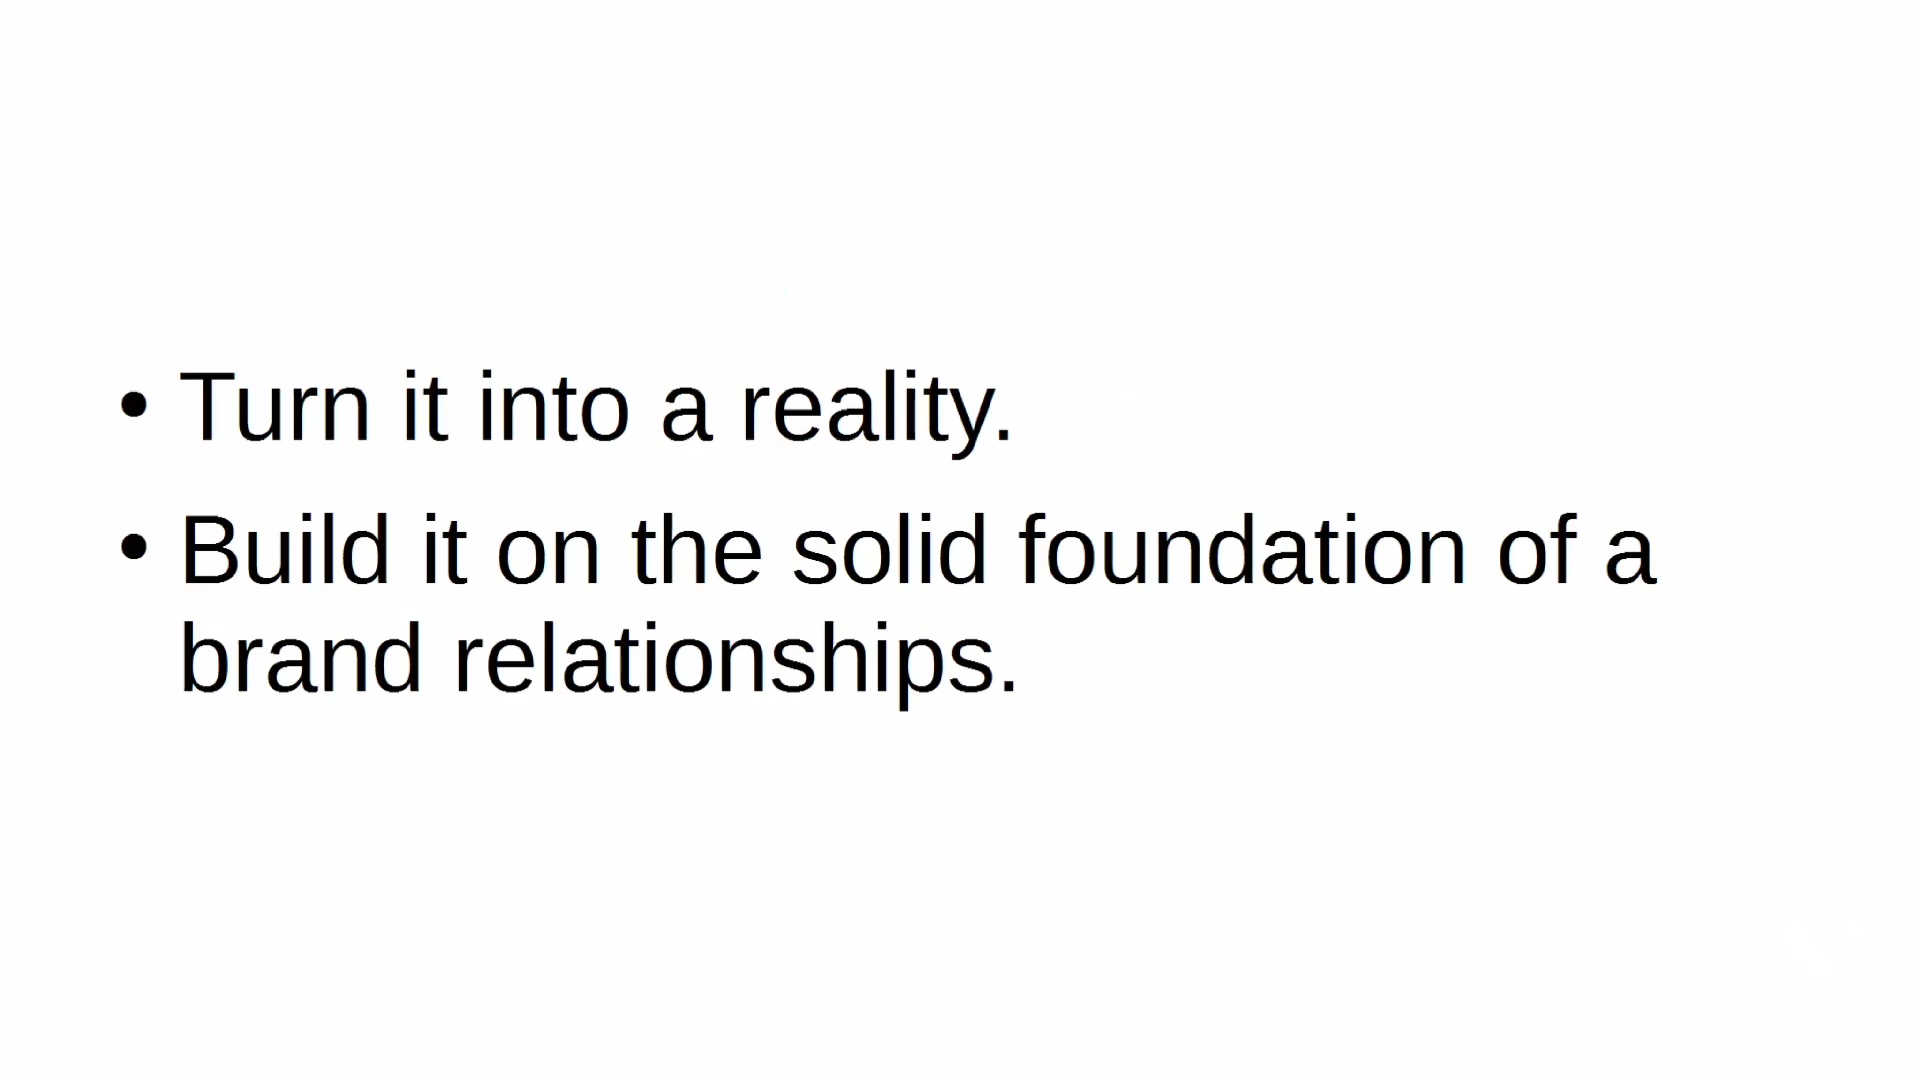 • Turn it into a reality.
• Build it on the solid foundation of a
brand relationships.